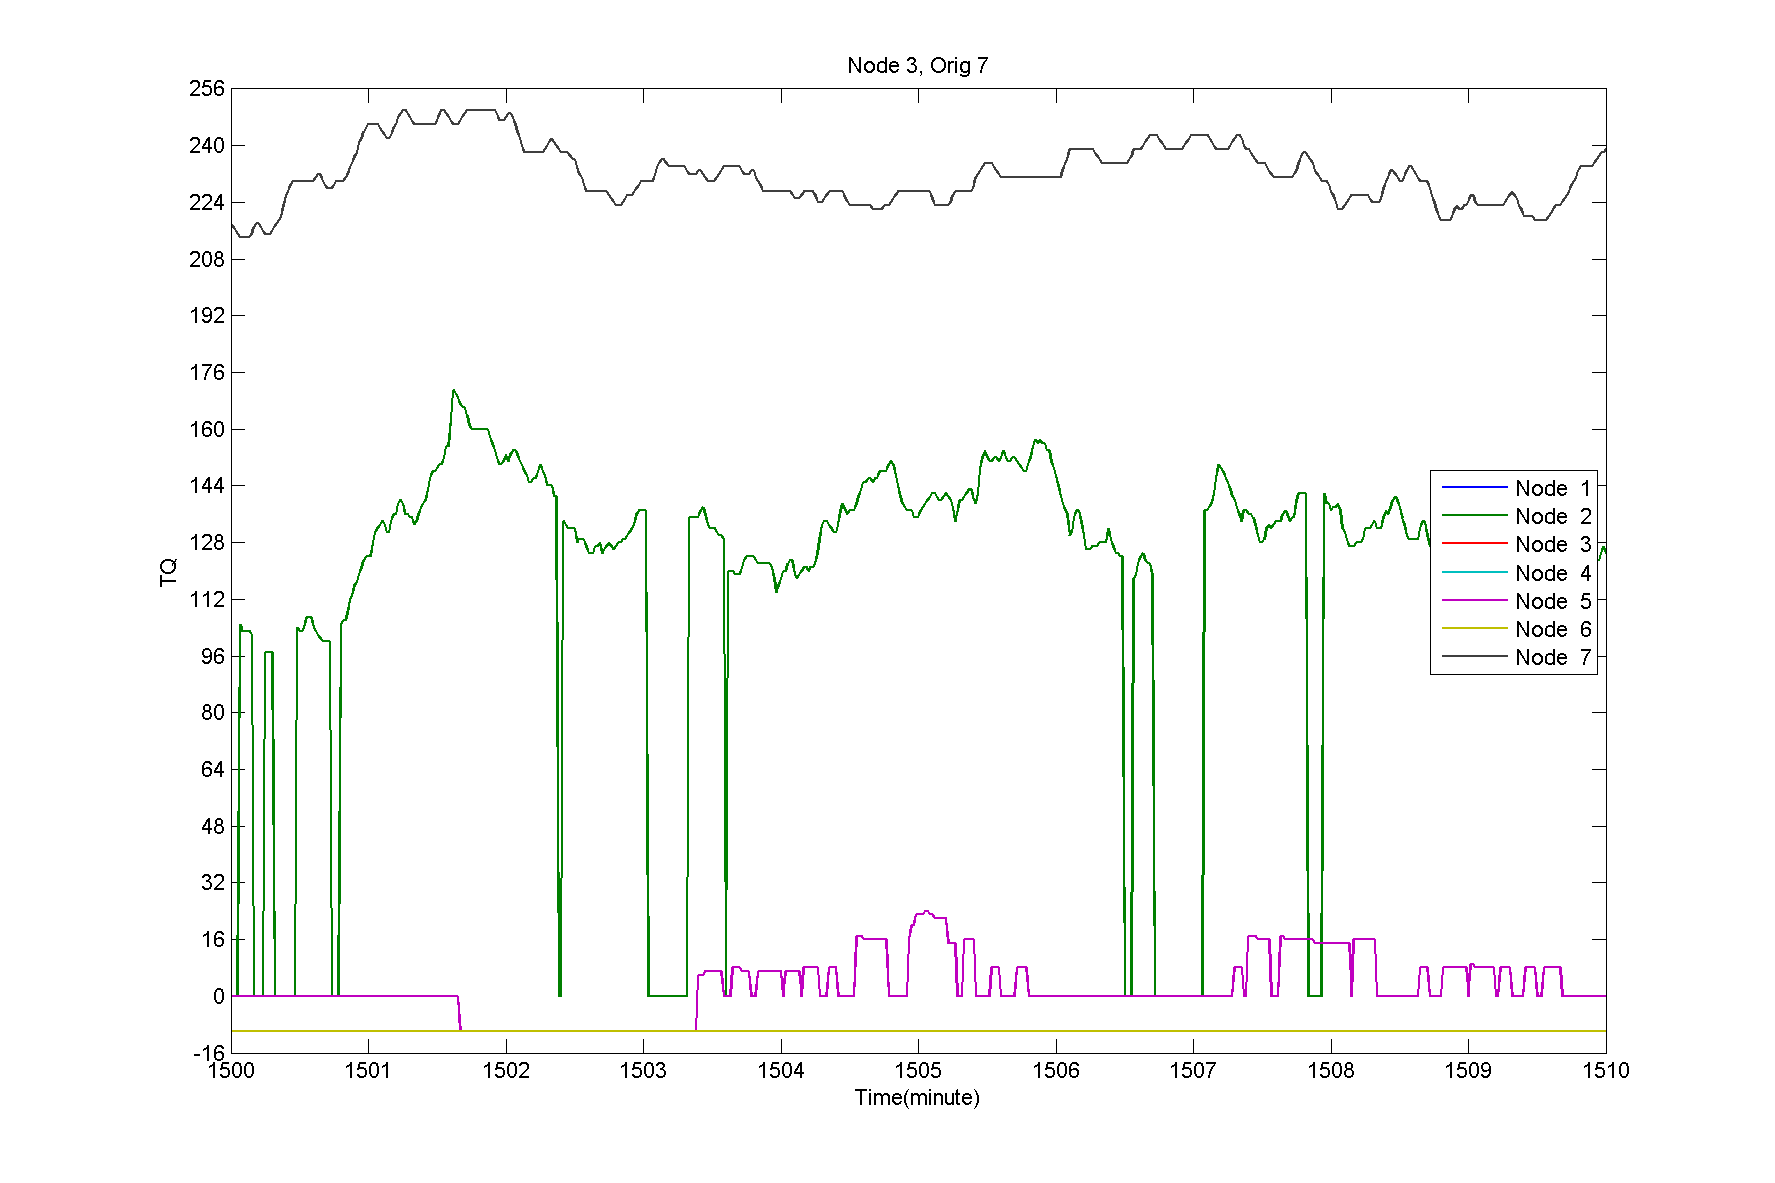 Node 3, Orig 7
256
240
224
208
192
176
160
144
128
112
96
80
64
48
32
16
0
-16
TQ
Node 1
Node 2
Node 3
Node 4
Node 5
Node 6
Node 7
1500 1501 1502 1503 1504 1505 1506 1507 1508 1509 1510
Time(minute)